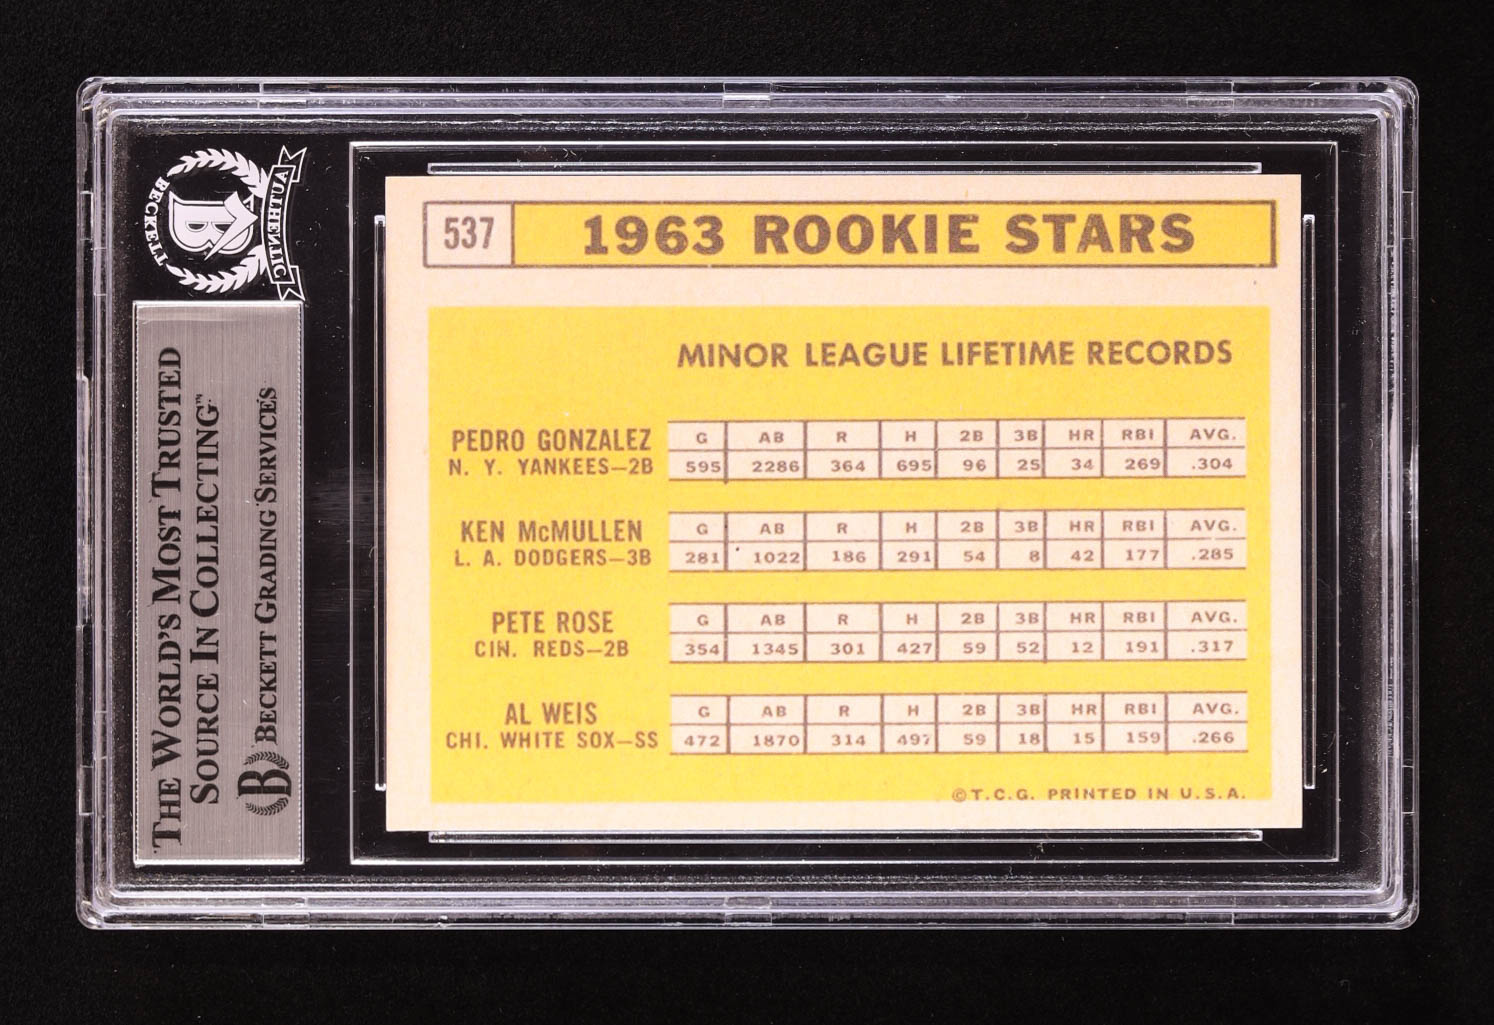 BECKETT
AUTHENTIC
B
THE WORLD'S MOST TRUSTED
SOURCE IN COLLECTING™
B BECKETT GRADING SERVICES
537 1963 ROOKIE STARS
MINOR LEAGUE LIFETIME RECORDS
PEDRO GONZALEZ G AB R H 2B 3B HR RBI AVG.
N. Y. YANKEES—2B 595 2286 364 695 96 25 34 269 .304
KEN McMULLEN G AB R H 2B 3B HR RBI AVG.
L. A. DODGERS—3B 281 1022 186 291 54 8 42 177 .285
PETE ROSE G AB R H 2B 3B HR RBI AVG.
CIN. REDS—2B 354 1345 301 427 59 52 12 191 .317
AL WEIS G AB R H 2B 3B HR RBI AVG.
CHI. WHITE SOX—SS 472 1870 314 497 59 18 15 159 .266
©T.C.G. PRINTED IN U.S.A.